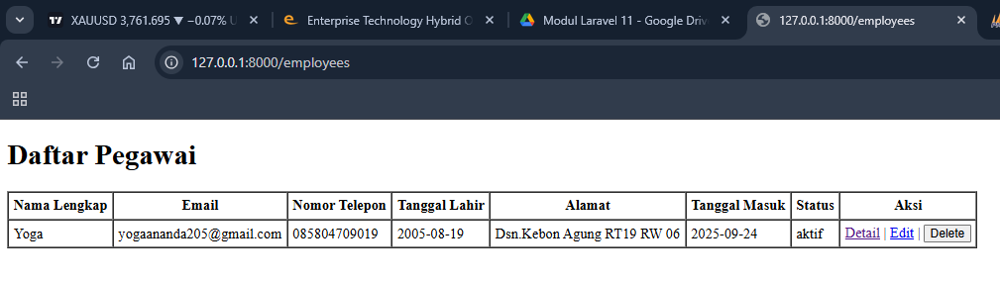 XAUUSD 3,761.695 ▼ −0.07% U
Enterprise Technology Hybrid C
Modul Laravel 11 - Google Driv
127.0.0.1:8000/employees
127.0.0.1:8000/employees
Daftar Pegawai
Nama Lengkap Email Nomor Telepon Tanggal Lahir Alamat Tanggal Masuk Status Aksi
Yoga yogaananda205@gmail.com 085804709019 2005-08-19 Dsn.Kebon Agung RT19 RW 06 2025-09-24 aktif Detail | Edit | Delete